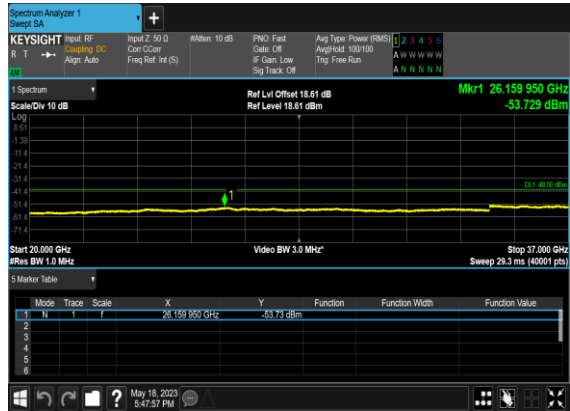 Spectrum Analyzer 1
Swept SA
+
KEYSIGHT Input: RF Input Z: 50 Ω #Atten: 10 dB PNO: Fast Avg Type: Power (RMS) 1 2 3 4 5 6
R T Coupling: DC Corr CCorr Gate: Off Avg|Hold: 100/100 A W W W W W
Align: Auto Freq Ref: Int (S) IF Gain: Low Trig: Free Run
Sig Track: Off A N N N N N
1 Spectrum Ref Lvl Offset 18.61 dB Mkr1 26.159 950 GHz
Scale/Div 10 dB Ref Level 18.61 dBm -53.729 dBm
Log
8.61
-1.39
-11.4
-21.4
-31.4
DL1 -40.00 dBm
-41.4
1
-51.4
-61.4
-71.4
Start 20.000 GHz Video BW 3.0 MHz* Stop 37.000 GHz
#Res BW 1.0 MHz Sweep 29.3 ms (40001 pts)
5 Marker Table
Mode Trace Scale X Y Function Function Width Function Value
1 N 1 f 26.159 950 GHz -53.73 dBm
2
3
4
5
6
? May 18, 2023
5:47:57 PM